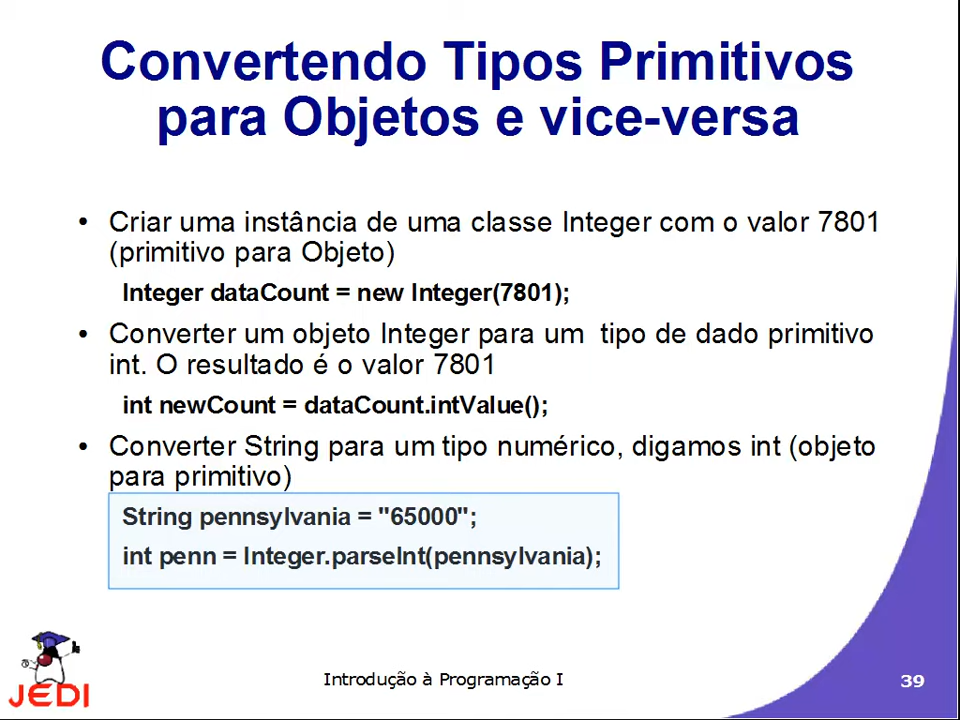 Convertendo Tipos Primitivos
para Objetos e vice-versa
• Criar uma instância de uma classe Integer com o valor 7801
(primitivo para Objeto)
Integer dataCount = new Integer(7801);
• Converter um objeto Integer para um tipo de dado primitivo
int. O resultado é o valor 7801
int newCount = dataCount.intValue();
• Converter String para um tipo numérico, digamos int (objeto
para primitivo)
String pennsylvania = "65000";
int penn = Integer.parseInt(pennsylvania);
JEDI
Introdução à Programação I
39